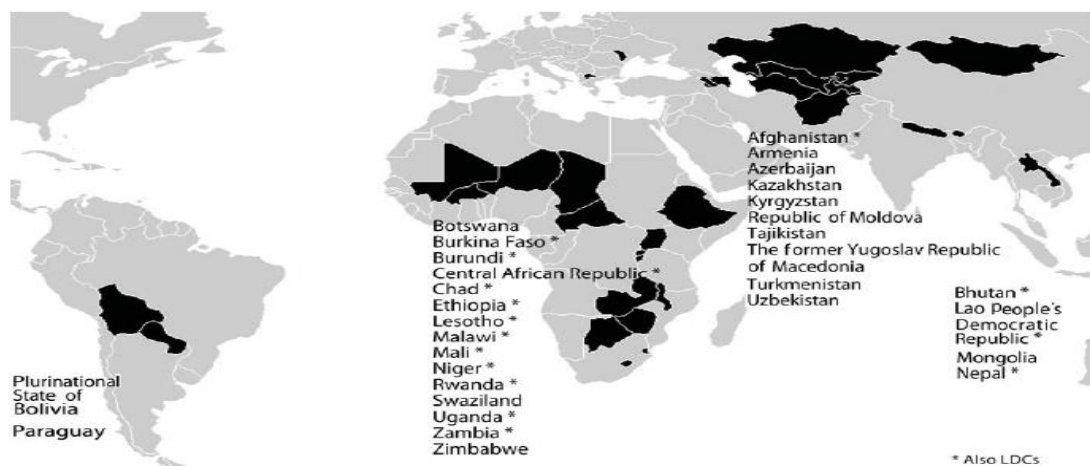 Plurinational
State of
Bolivia
Paraguay
Botswana
Burkina Faso *
Burundi *
Central African Republic *
Chad *
Ethiopia *
Lesotho *
Malawi *
Mali *
Niger *
Rwanda *
Swaziland
Uganda *
Zambia *
Zimbabwe
Afghanistan *
Armenia
Azerbaijan
Kazakhstan
Kyrgyzstan
Republic of Moldova
Tajikistan
The former Yugoslav Republic
of Macedonia
Turkmenistan
Uzbekistan
Bhutan *
Lao People's
Democratic
Republic *
Mongolia
Nepal *
* Also LDCs